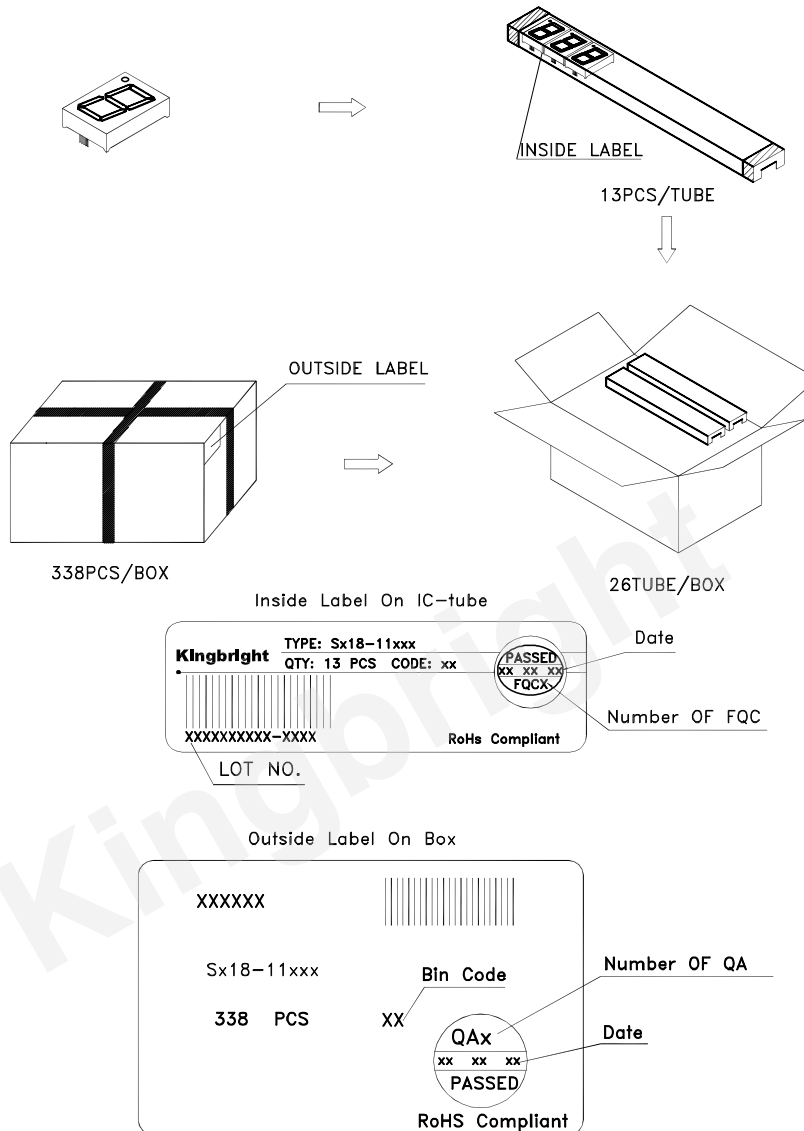 INSIDE LABEL
13PCS/TUBE
OUTSIDE LABEL
338PCS/BOX
26TUBE/BOX
Inside Label On IC-tube
Kingbright
TYPE: Sx18-11xxx
QTY: 13 PCS CODE: xx
PASSED
xx xx xx
FQCX
Date
Number OF FQC
XXXXXXXXXX-XXXX
RoHs Compliant
LOT NO.
Outside Label On Box
XXXXXX
Sx18-11xxx
Bin Code
Number OF QA
338 PCS
XX
QAx
Date
xx xx xx
PASSED
RoHS Compliant
Kingbright